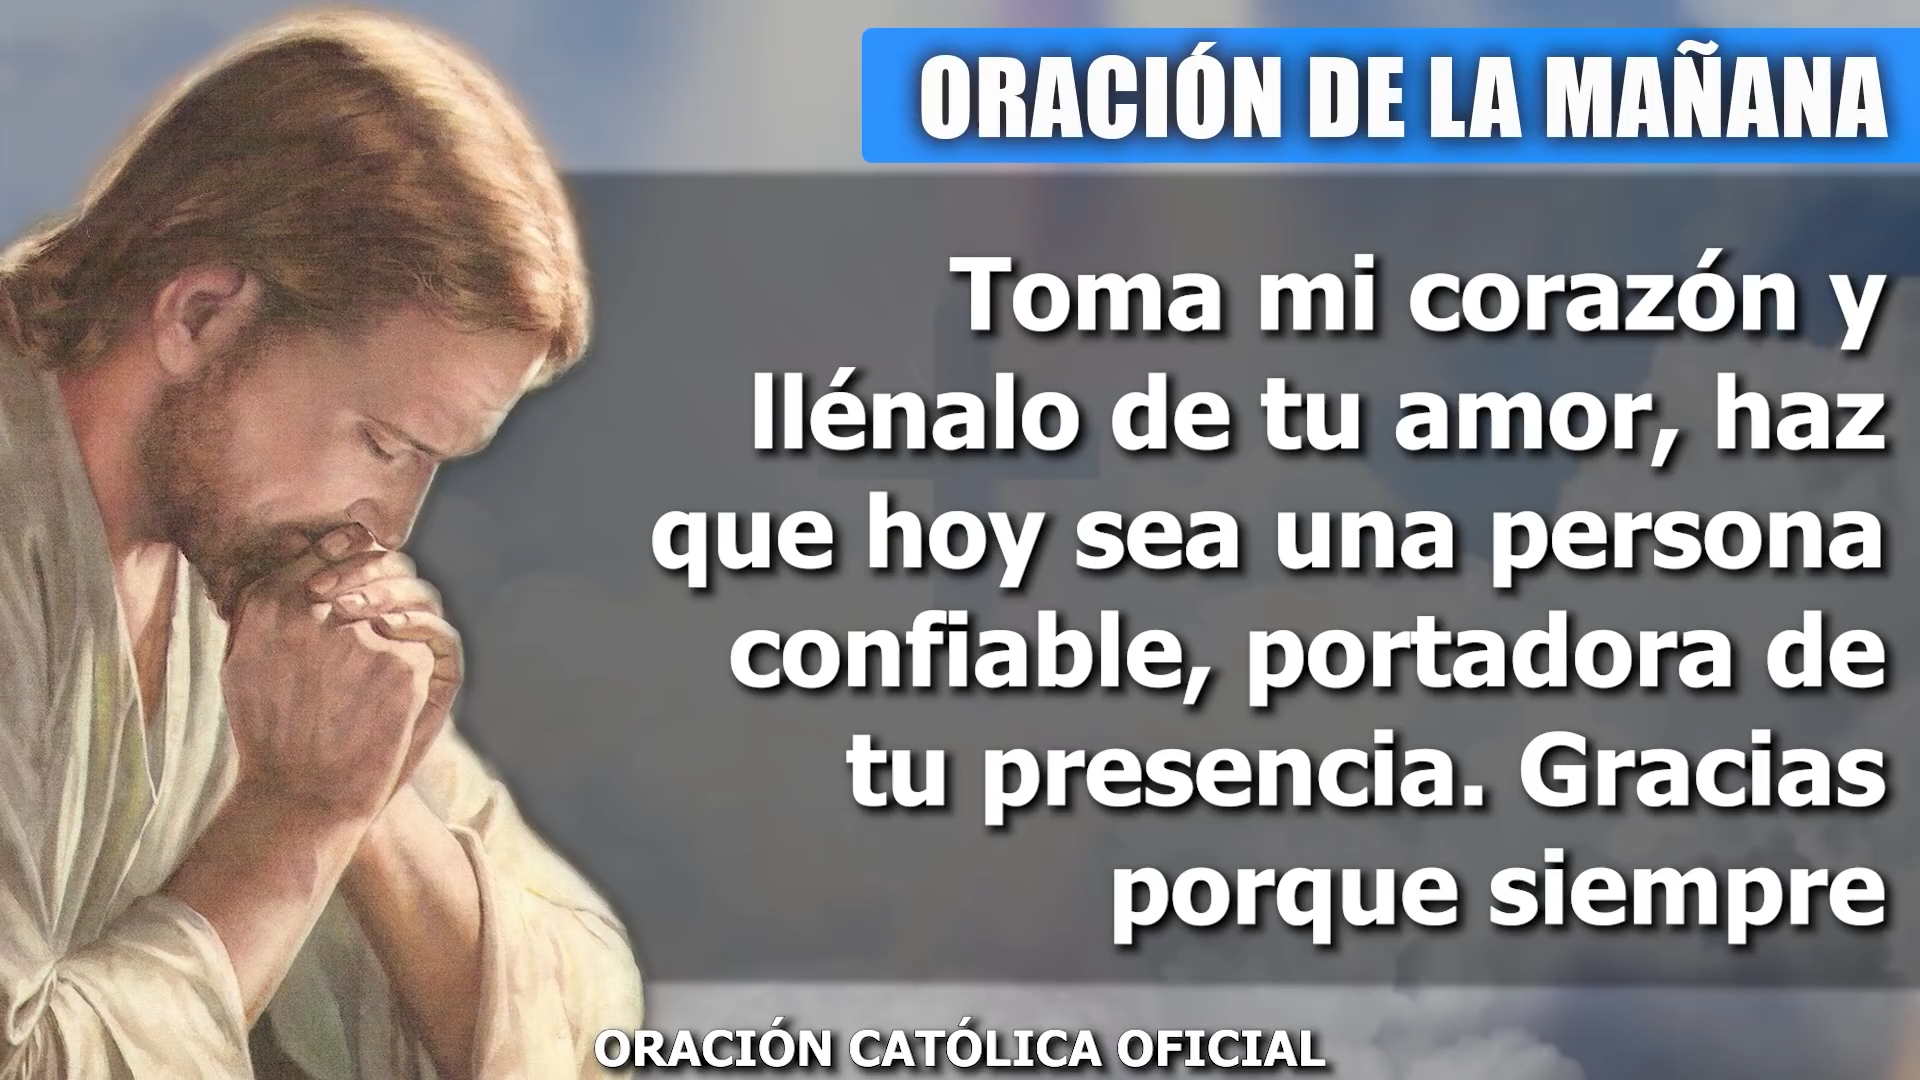 ORACIÓN DE LA MAÑANA
Toma mi corazón y
llénalo de tu amor, haz
que hoy sea una persona
confiable, portadora de
tu presencia. Gracias
porque siempre
ORACIÓN CATÓLICA OFICIAL